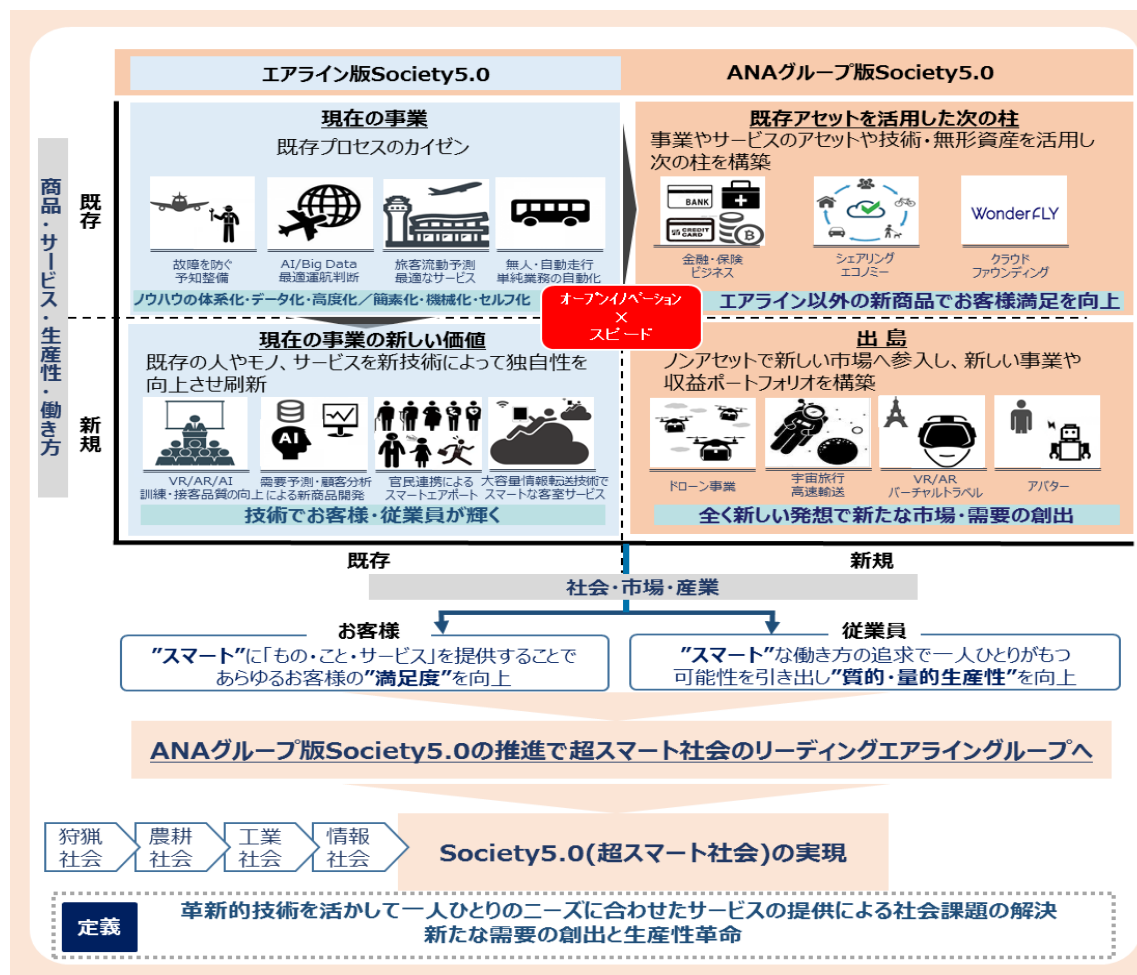 エアライン版Society5.0
ANAグループ版Society5.0
商品・サービス・生産性・働き方
既存
新規
現在の事業
既存プロセスのカイゼン
故障を防ぐ
予知整備
AI/Big Data
最適運航判断
旅客流動予測
最適なサービス
無人・自動走行
単純業務の自動化
ノウハウの体系化・データ化・高度化／簡素化・機械化・セルフ化
既存アセットを活用した次の柱
事業やサービスのアセットや技術・無形資産を活用し
次の柱を構築
BANK
CREDIT
CARD
金融・保険
ビジネス
シェアリング
エコノミー
WonderFLY
クラウド
ファウンディング
エアライン以外の新商品でお客様満足を向上
オープンイノベーション
×
スピード
現在の事業の新しい価値
既存の人やモノ、サービスを新技術によって独自性を
向上させ刷新
AI
VR/AR/AI
訓練・接客品質の向上
需要予測・顧客分析
による新商品開発
官民連携による
スマートエアポート
大容量情報転送技術で
スマートな客室サービス
技術でお客様・従業員が輝く
出 島
ノンアセットで新しい市場へ参入し、新しい事業や
収益ポートフォリオを構築
ドローン事業
宇宙旅行
高速輸送
VR/AR
バーチャルトラベル
アバター
全く新しい発想で新たな市場・需要の創出
既存
新規
社会・市場・産業
お客様
”スマート”に「もの・こと・サービス」を提供することで
あらゆるお客様の”満足度”を向上
従業員
”スマート”な働き方の追求で一人ひとりがもつ
可能性を引き出し”質的・量的生産性”を向上
ANAグループ版Society5.0の推進で超スマート社会のリーディングエアライングループへ
狩猟
社会
農耕
社会
工業
社会
情報
社会
Society5.0(超スマート社会)の実現
定義
革新的技術を活かして一人ひとりのニーズに合わせたサービスの提供による社会課題の解決
新たな需要の創出と生産性革命